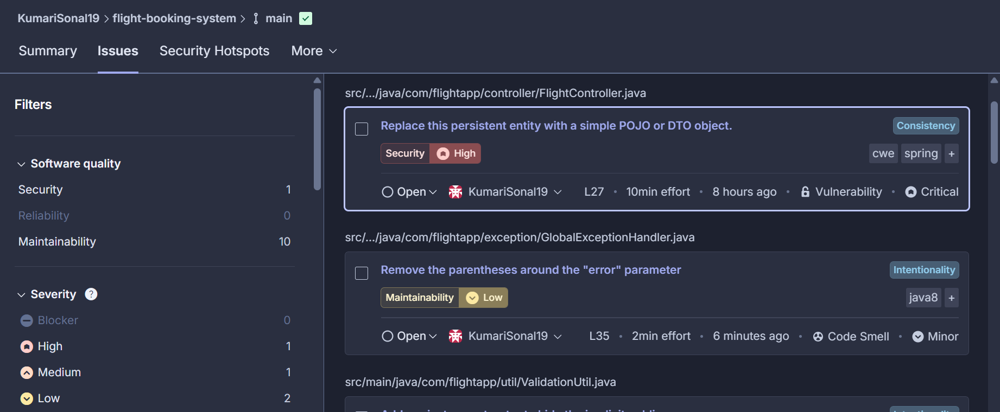 KumariSonal19 > flight-booking-system > main
Summary Issues Security Hotspots More
Filters
Software quality
Security 1
Reliability 0
Maintainability 10
Severity ?
Blocker 0
High 1
Medium 1
Low 2
src/.../java/com/flightapp/controller/FlightController.java
Replace this persistent entity with a simple POJO or DTO object. Consistency
Security High cwe spring +
Open KumariSonal19 L27 • 10min effort • 8 hours ago • Vulnerability • Critical
src/.../java/com/flightapp/exception/GlobalExceptionHandler.java
Remove the parentheses around the "error" parameter Intentionality
Maintainability Low java8 +
Open KumariSonal19 L35 • 2min effort • 6 minutes ago • Code Smell • Minor
src/main/java/com/flightapp/util/ValidationUtil.java